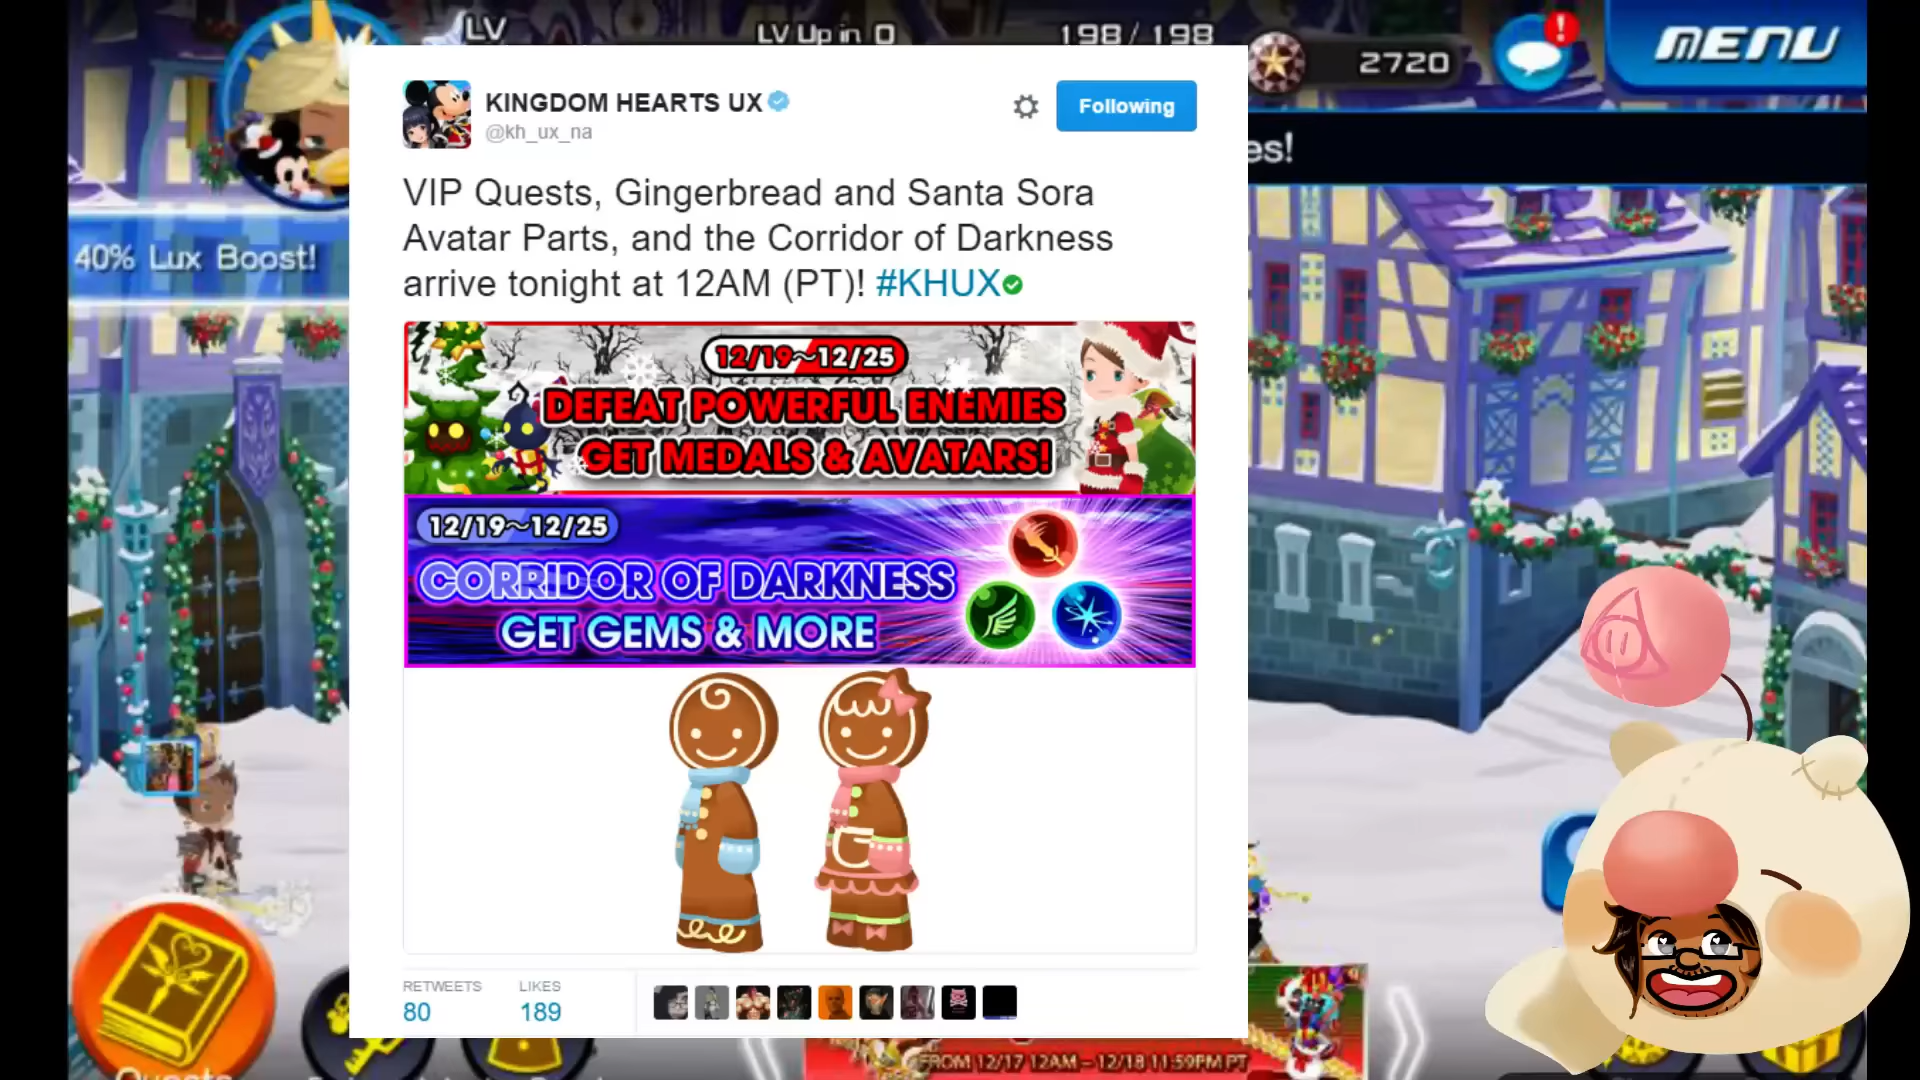 LV
LV Up in 0
198 / 198
2720
!
MENU
es!
40% Lux Boost!
KINGDOM HEARTS UX
@kh_ux_na
Following
VIP Quests, Gingerbread and Santa Sora
Avatar Parts, and the Corridor of Darkness
arrive tonight at 12AM (PT)! #KHUX
12/19~12/25
DEFEAT POWERFUL ENEMIES
GET MEDALS & AVATARS!
12/19~12/25
CORRIDOR OF DARKNESS
GET GEMS & MORE
RETWEETS
80
LIKES
189
FROM 12/17 12AM – 12/18 11:59PM PT
Quests